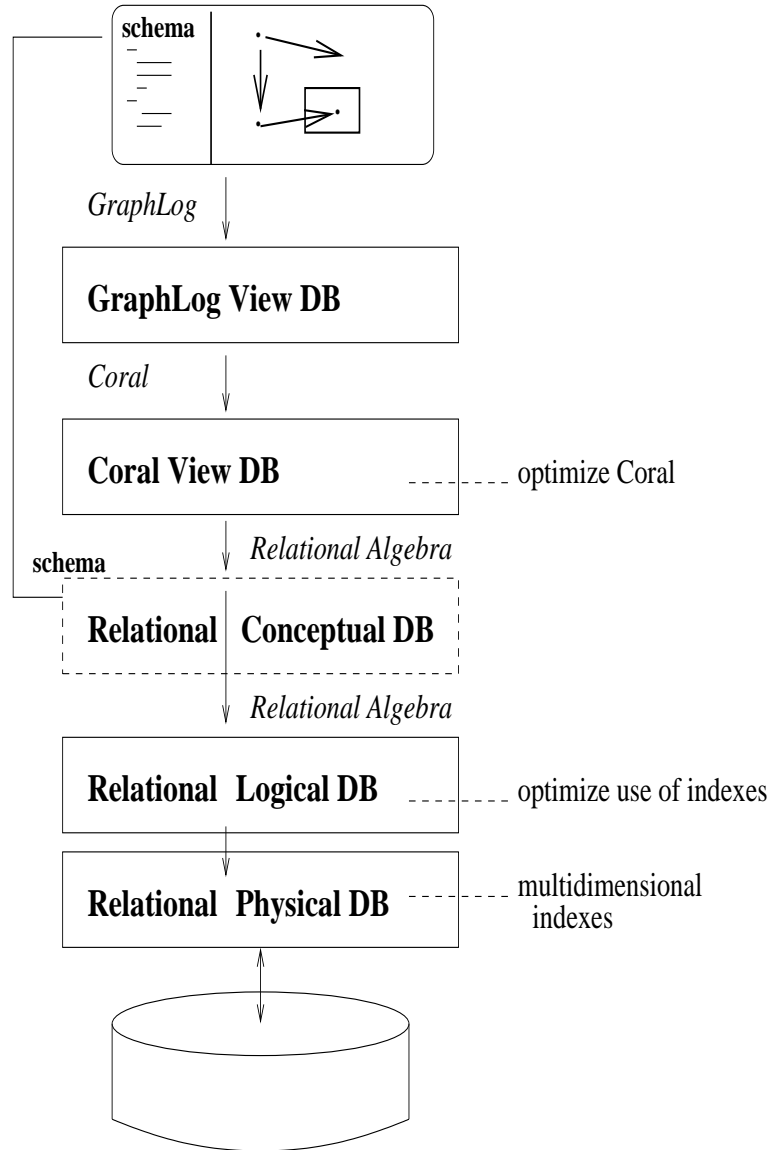 schema
GraphLog
GraphLog View DB
Coral
Coral View DB
optimize Coral
Relational Algebra
schema
Relational Conceptual DB
Relational Algebra
Relational Logical DB
optimize use of indexes
Relational Physical DB
multidimensional
indexes